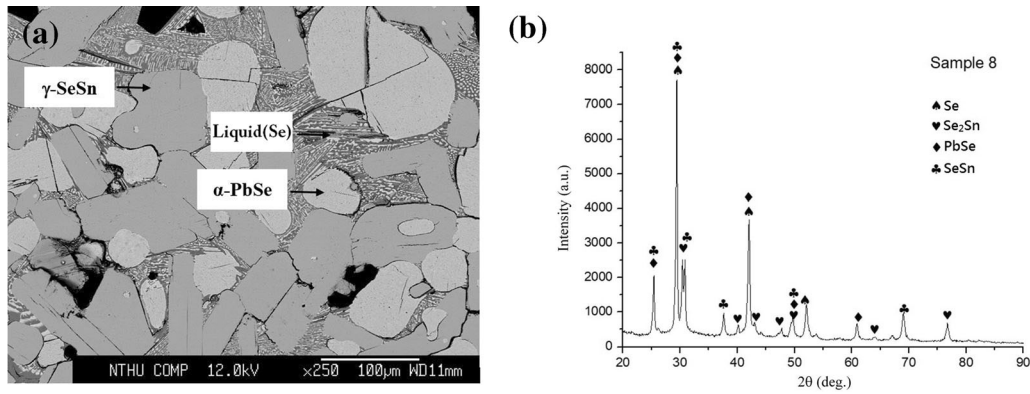 (a)
γ-SeSn
Liquid(Se)
α-PbSe
NTHU COMP 12.0kV ×250 100μm WD11mm
(b)
Sample 8
♠ Se
♥ Se₂Sn
♦ PbSe
♣ SeSn
Intensity (a.u.)
8000
7000
6000
5000
4000
3000
2000
1000
0
20 30 40 50 60 70 80 90
2θ (deg.)